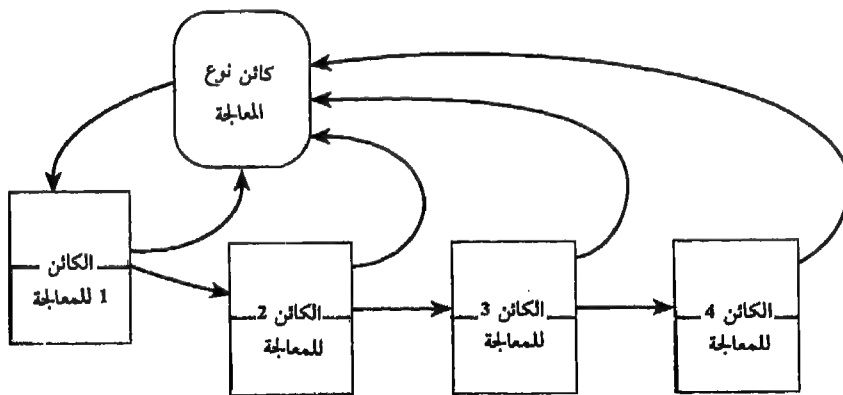 كائن نوع
المعالجة
الكائن
1 للمعالجة
الكائن 2
للمعالجة
الكائن 3
للمعالجة
الكائن 4
للمعالجة